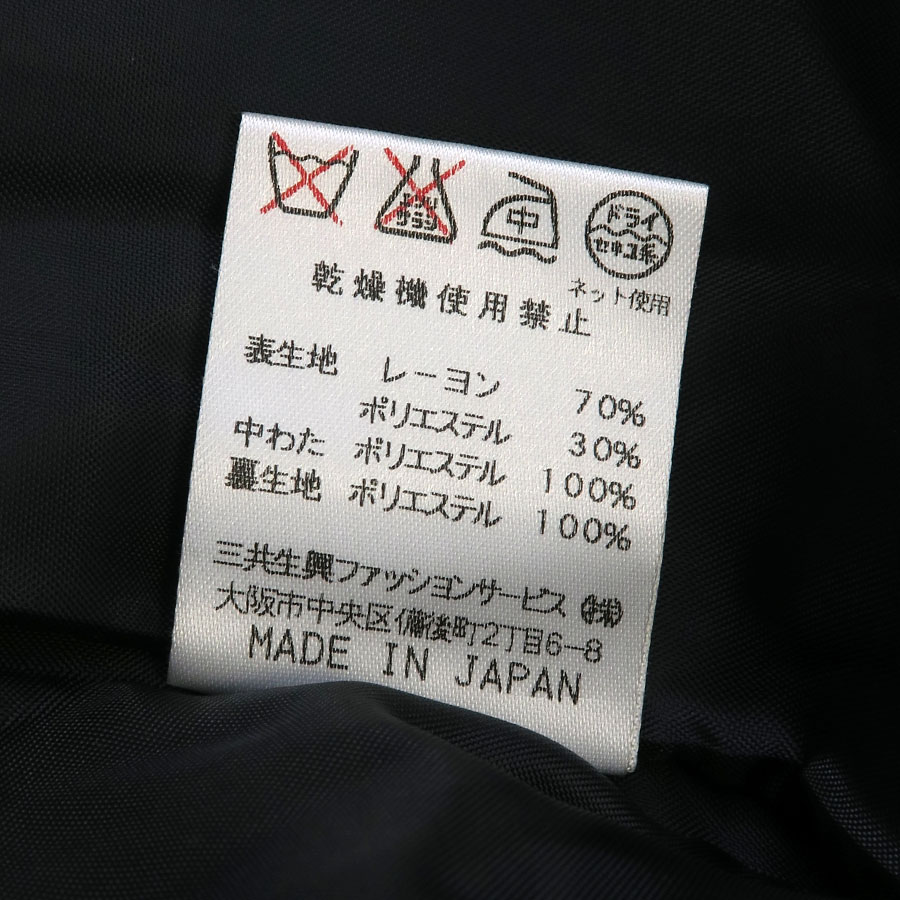 中 ドライ
セキユ系
ネット使用
乾燥機使用禁止
表生地 レーヨン 70%
ポリエステル 30%
中わた ポリエステル 100%
裏生地 ポリエステル 100%
三共生興ファッションサービス ㈱
大阪市中央区備後町2丁目6-8
MADE IN JAPAN